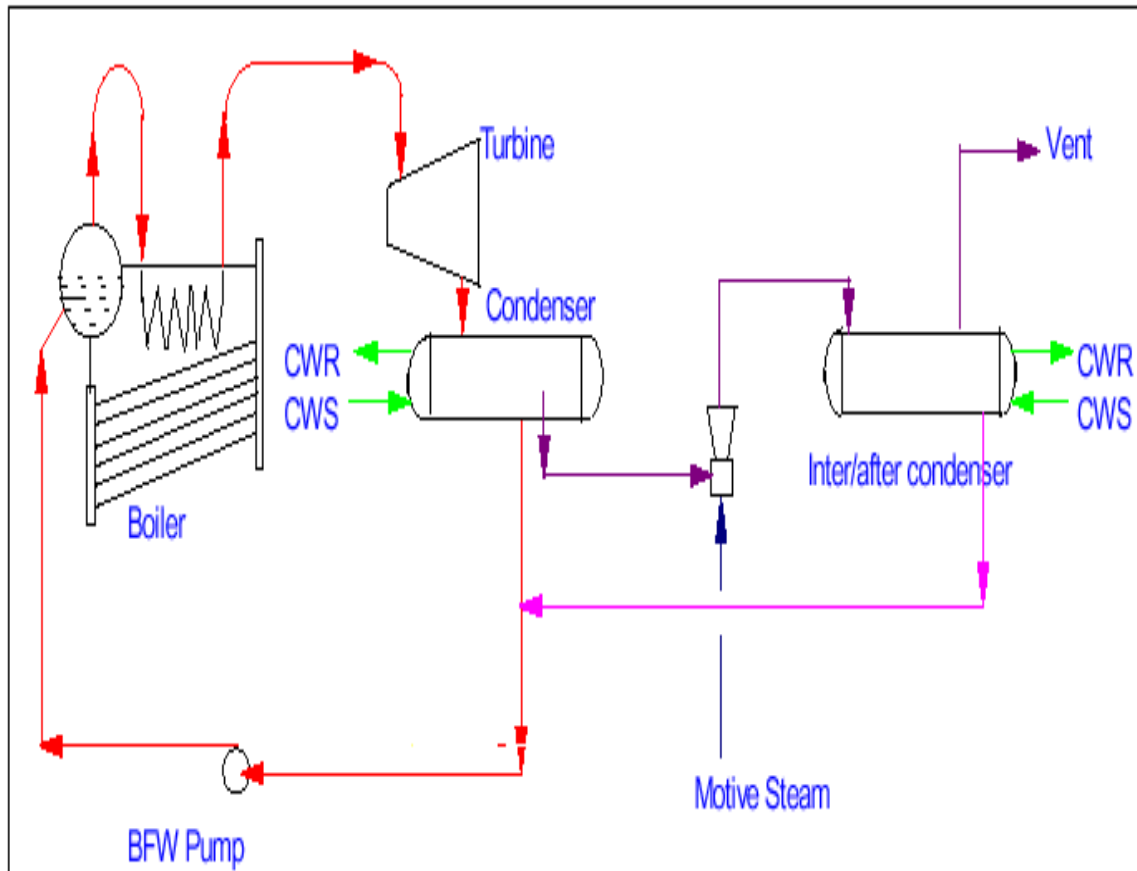 Turbine
Vent
Condenser
CWR
CWS
CWR
CWS
Inter/after condenser
Boiler
Motive Steam
BFW Pump